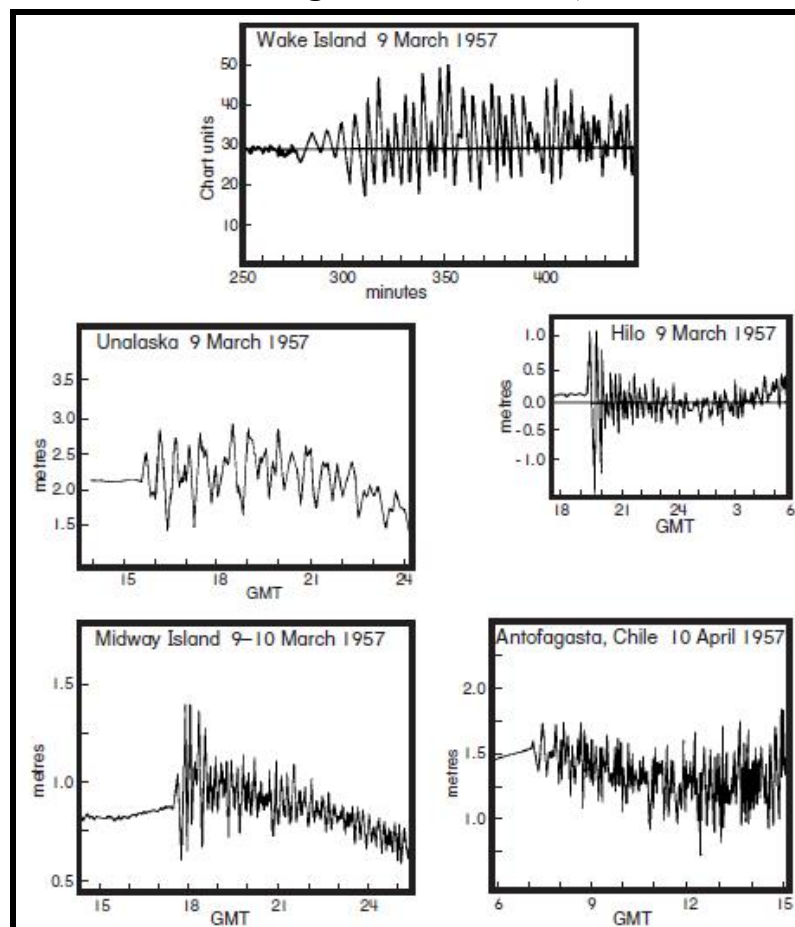 Wake Island 9 March 1957
50
40
30
20
10
Chart units
250 300 350 400
minutes
Unalaska 9 March 1957
3.5
3.0
2.5
2.0
1.5
metres
15 18 21 24
GMT
Hilo 9 March 1957
1.0
0.5
0.0
-0.5
-1.0
metres
18 21 24 3 6
GMT
Midway Island 9–10 March 1957
1.5
1.0
0.5
metres
15 18 21 24
GMT
Antofagasta, Chile 10 April 1957
2.0
1.5
1.0
metres
6 9 12 15
GMT